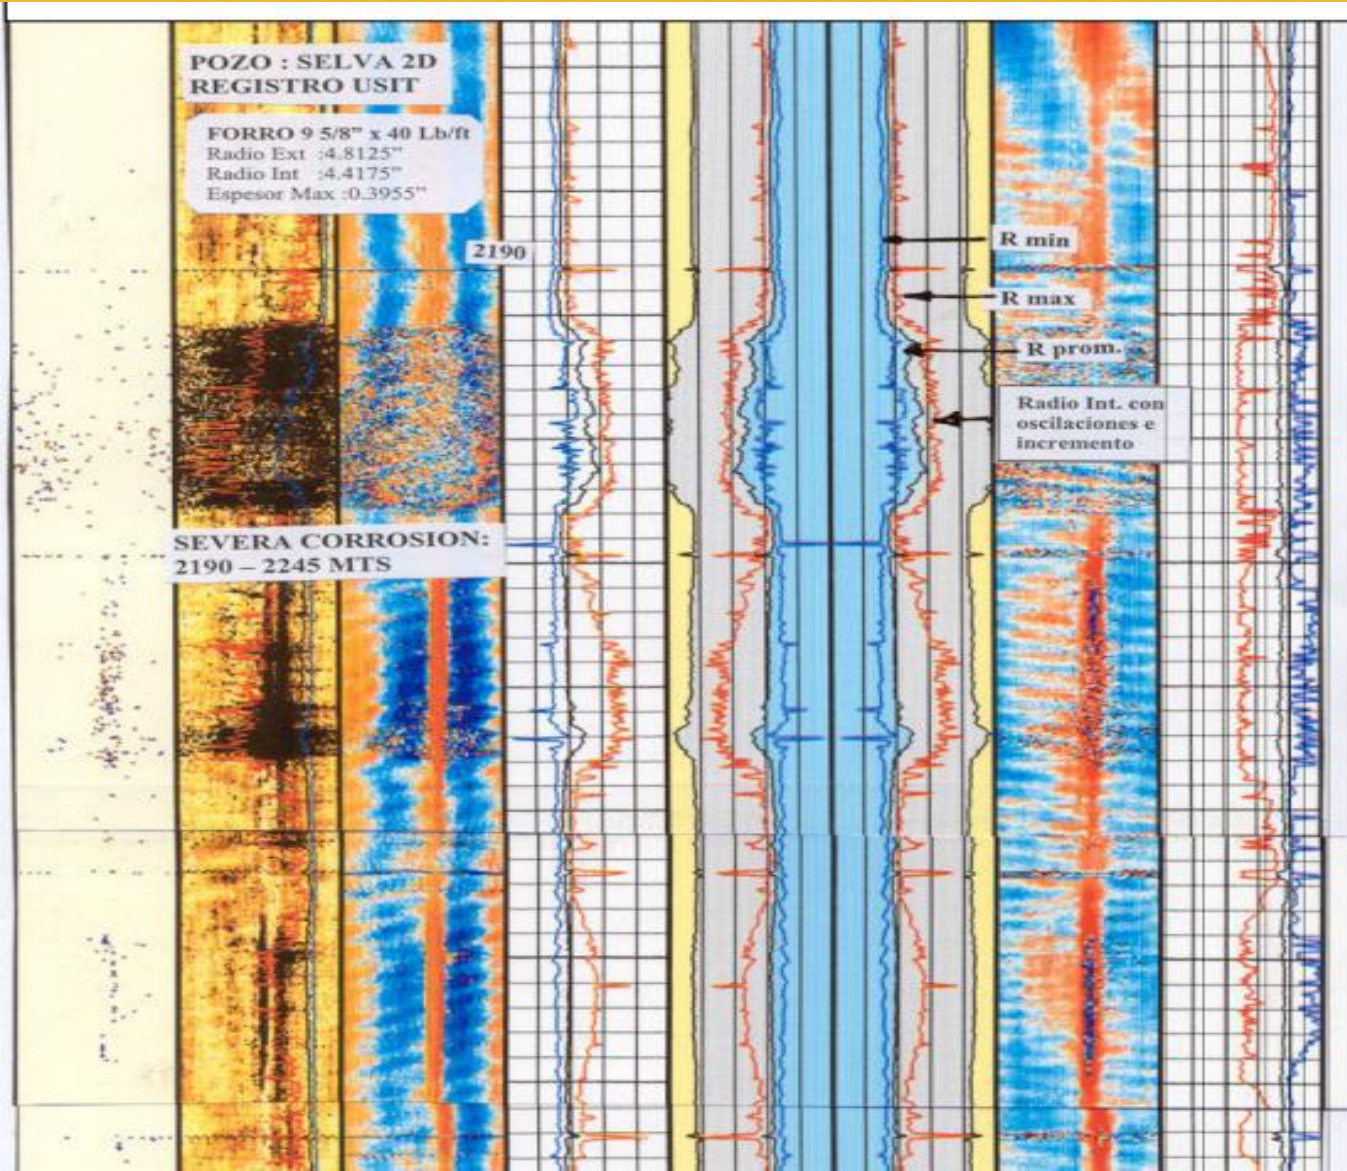 POZO : SELVA 2D
REGISTRO USIT
FORRO 9 5/8" x 40 Lb/ft
Radio Ext :4.8125"
Radio Int :4.4175"
Espesor Max :0.3955"
2190
R min
R max
R prom.
Radio Int. con
oscilaciones e
incremento
SEVERA CORROSION:
2190 – 2245 MTS